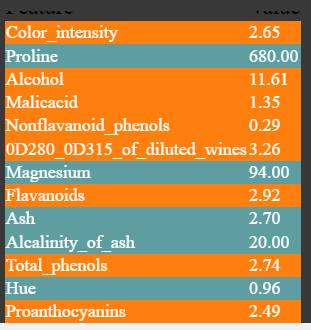 Feature Value
Color_intensity 2.65
Proline 680.00
Alcohol 11.61
Malicacid 1.35
Nonflavanoid_phenols 0.29
0D280_0D315_of_diluted_wines 3.26
Magnesium 94.00
Flavanoids 2.92
Ash 2.70
Alcalinity_of_ash 20.00
Total_phenols 2.74
Hue 0.96
Proanthocyanins 2.49